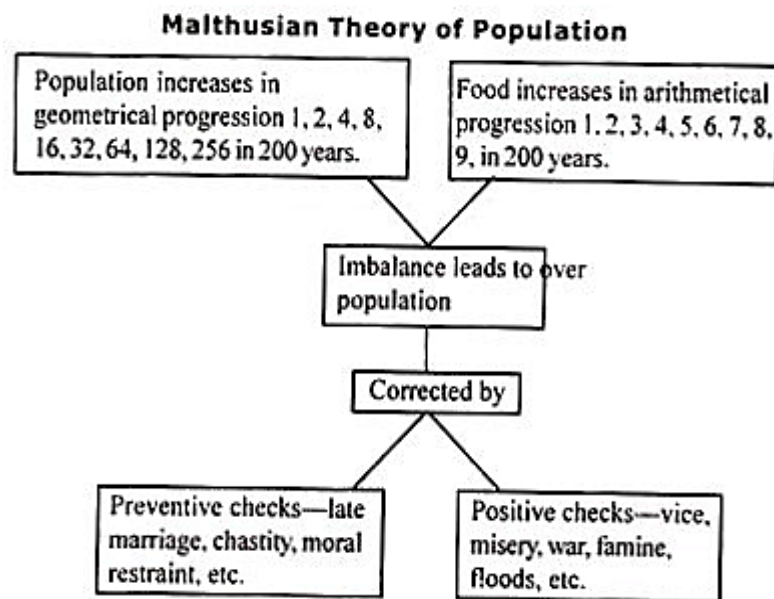 Malthusian Theory of Population
Population increases in
geometrical progression 1, 2, 4, 8,
16, 32, 64, 128, 256 in 200 years.
Food increases in arithmetical
progression 1, 2, 3, 4, 5, 6, 7, 8,
9, in 200 years.
Imbalance leads to over
population
Corrected by
Preventive checks—late
marriage, chastity, moral
restraint, etc.
Positive checks—vice,
misery, war, famine,
floods, etc.